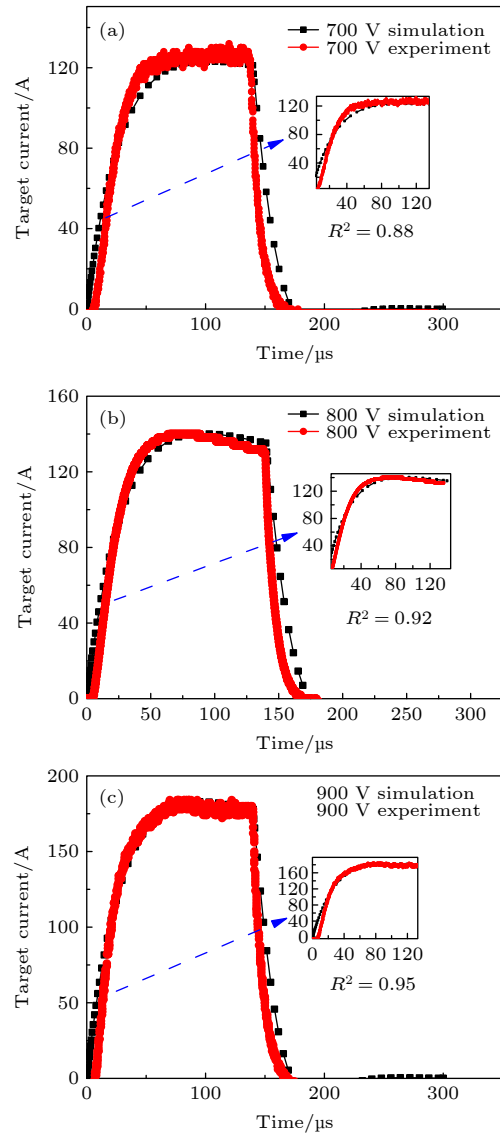 (a)
700 V simulation
700 V experiment
Target current/A
120
80
40
0
120
80
40
40 80 120
R² = 0.88
0 100 200 300
Time/µs
(b)
800 V simulation
800 V experiment
Target current/A
160
120
80
40
0
120
80
40
40 80 120
R² = 0.92
0 50 100 150 200 250 300
Time/µs
(c)
900 V simulation
900 V experiment
Target current/A
200
150
100
50
0
160
120
80
40
0
0 40 80 120
R² = 0.95
0 100 200 300
Time/µs